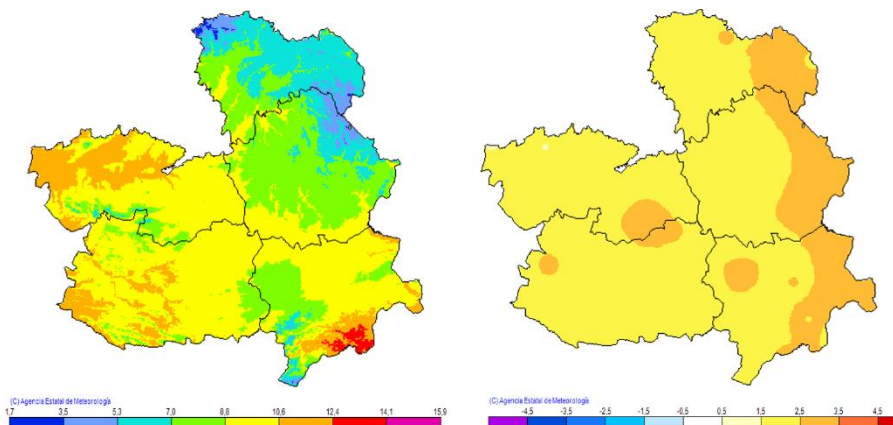 (C) Agencia Estatal de Meteorología
1,7 3,5 5,3 7,0 8,8 10,6 12,4 14,1 15,9
(C) Agencia Estatal de Meteorología
-4,5 -3,5 -2,5 -1,5 -0,5 0,5 1,5 2,5 3,5 4,5